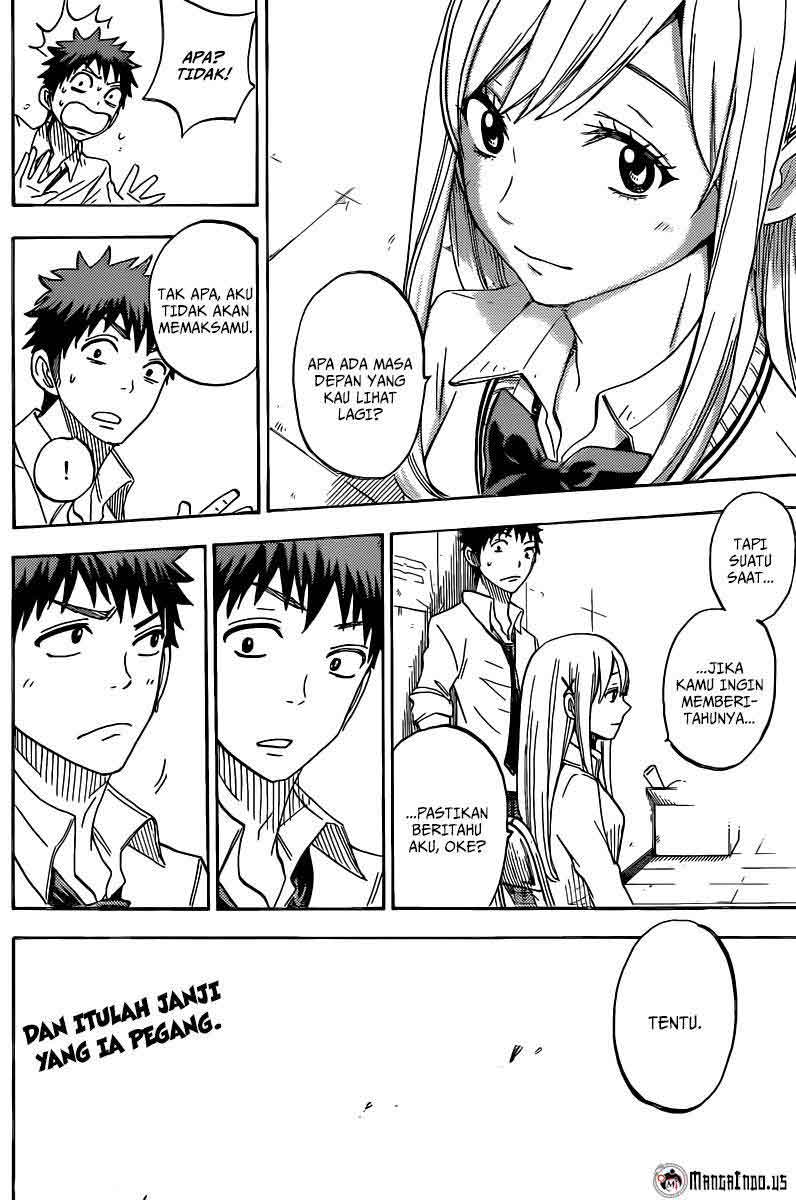 APA ADA MASA
DEPAN YANG
KAU LIHAT
LAGI?
APA?
TIDAK!
TAK APA, AKU
TIDAK AKAN
MEMAKSAMU.
!
TAPI
SUATU
SAAT...
...JIKA
KAMU INGIN
MEMBERI-
TAHUNYA...
...PASTIKAN
BERITAHU
AKU, OKE?
TENTU.
DAN ITULAH JANJI
YANG IA PEGANG.
MANGAINDO.US